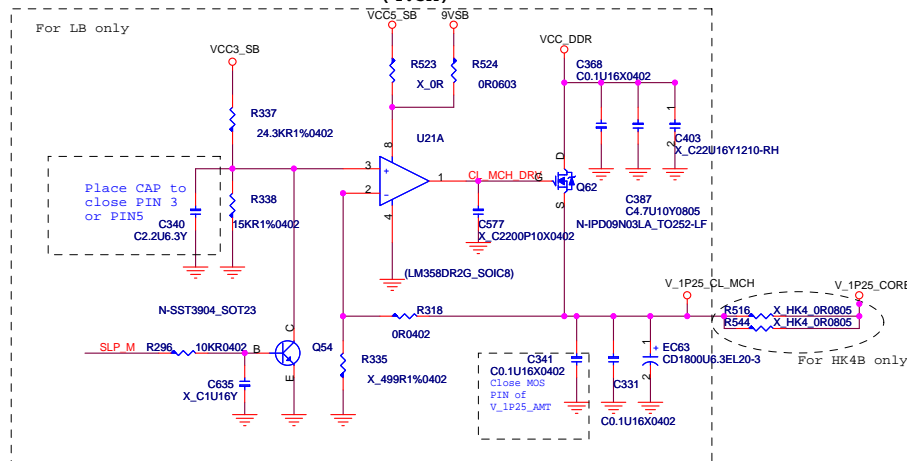 For LB only
VCC5_SB
9VSB
VCC3_SB
VCC_DDR
R523
X_0R
R524
0R0603
C368
C0.1U16X0402
R337
24.3KR1%0402
U21A
8
3
+
2
-
1
4
CL_MCH_DRV
G
D
S
Q62
1
2
C403
X_C22U16Y1210-RH
C387
C4.7U10Y0805
N-IPD09N03LA_TO252-LF
Place CAP to
close PIN 3
or PIN5
C340
C2.2U6.3Y
R338
15KR1%0402
C577
X_C2200P10X0402
(LM358DR2G_SOIC8)
V_1P25_CL_MCH
V_1P25_CORE
R516
X_HK4_0R0805
R544
X_HK4_0R0805
For HK4B only
N-SST3904_SOT23
R318
0R0402
SLP_M
R296
10KR0402
B
C
E
Q54
R335
X_499R1%0402
C635
X_C1U16Y
C341
C0.1U16X0402
Close MOS
PIN of
V_1P25_AMT
C331
C0.1U16X0402
1
+
2
EC63
CD1800U6.3EL20-3